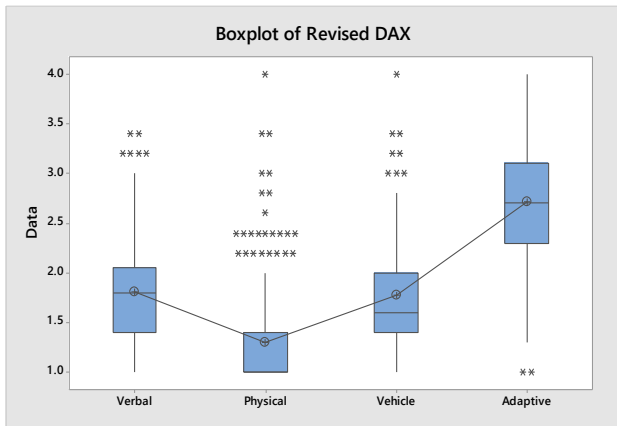 Boxplot of Revised DAX
4.0
3.5
3.0
2.5
2.0
1.5
1.0
Data
Verbal Physical Vehicle Adaptive